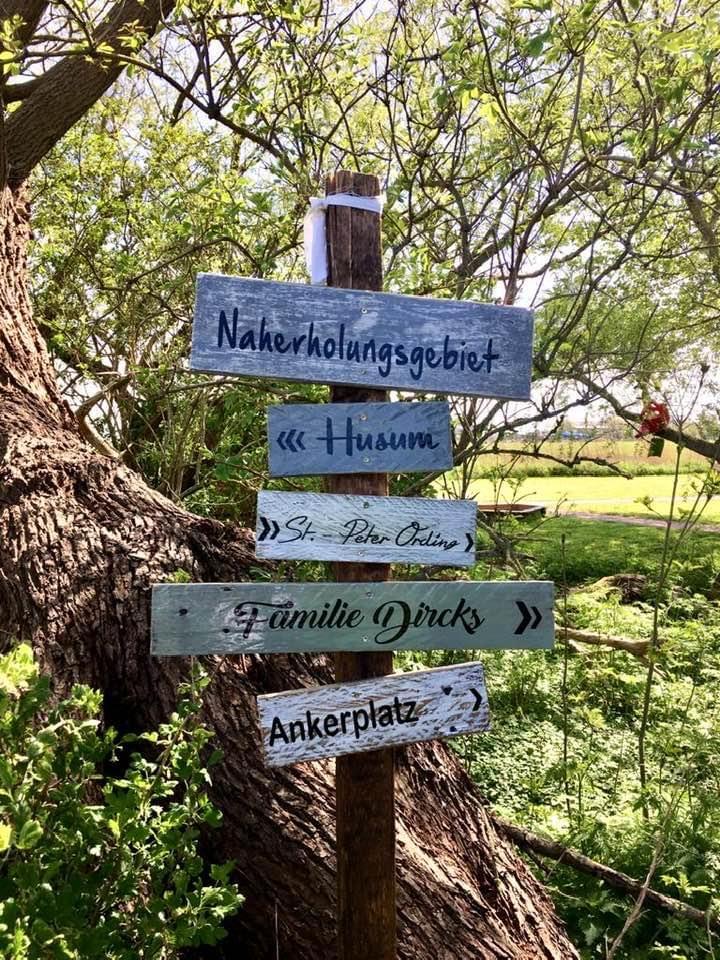 Naherholungsgebiet
««« Husum
» St. - Peter Ording ›
Familie Dircks »
Ankerplatz ›